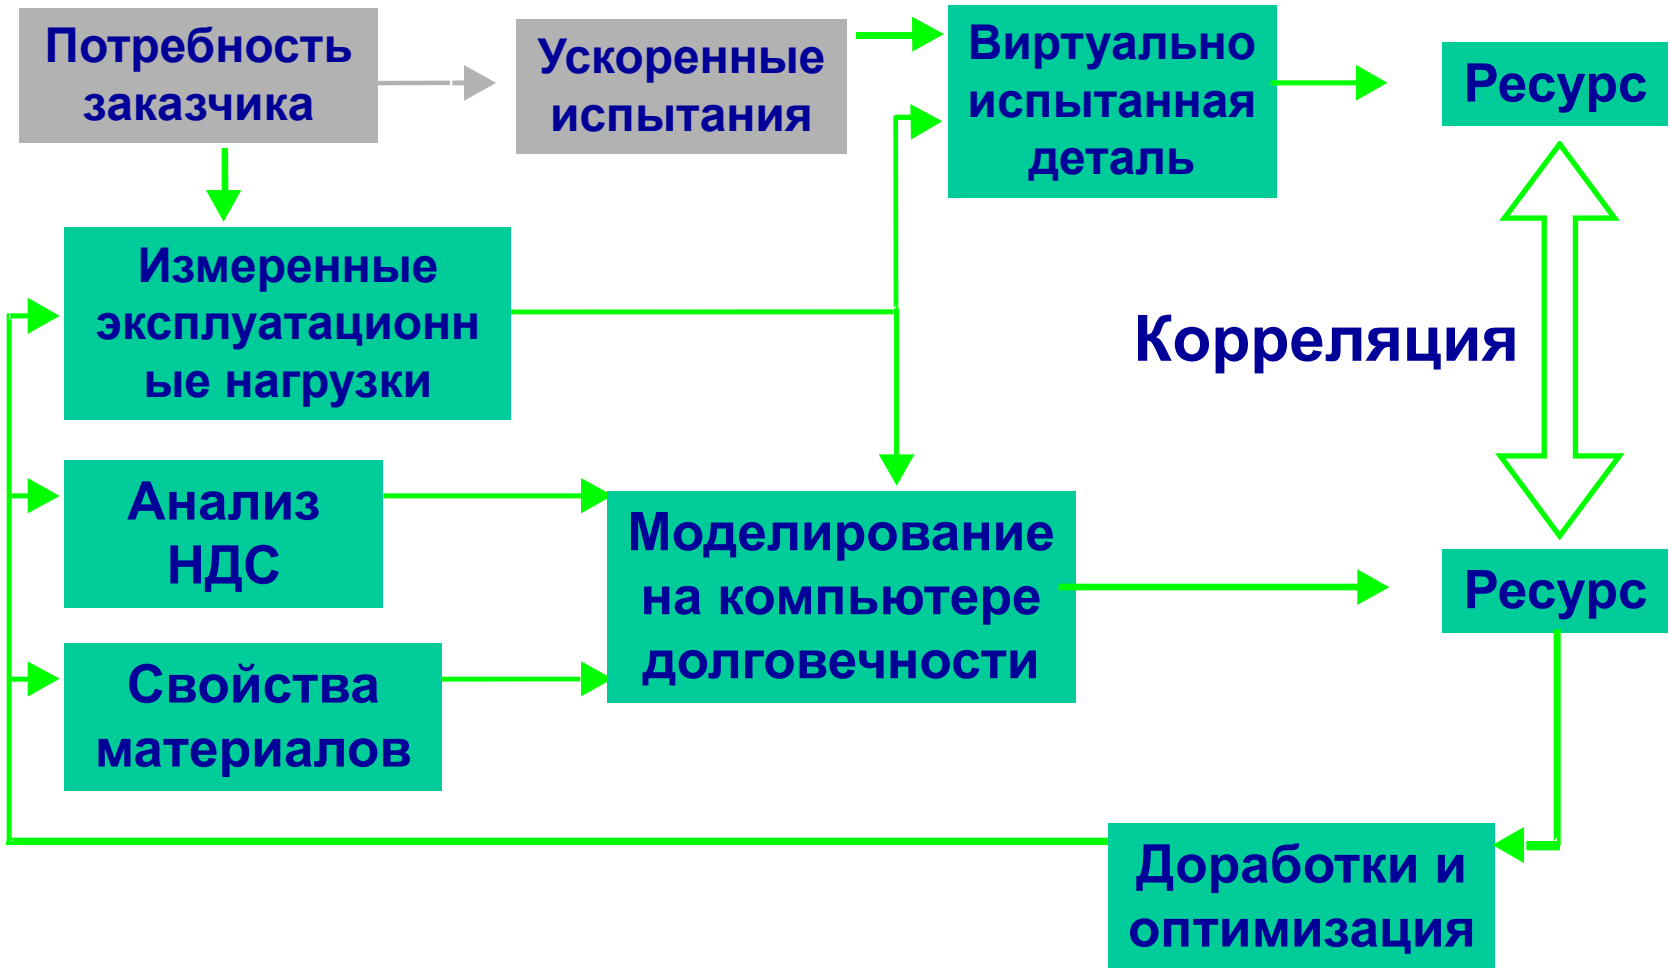 Потребность
заказчика
Ускоренные
испытания
Виртуально
испытанная
деталь
Ресурс
Измеренные
эксплуатационн
ые нагрузки
Корреляция
Анализ
НДС
Моделирование
на компьютере
долговечности
Ресурс
Свойства
материалов
Доработки и
оптимизация